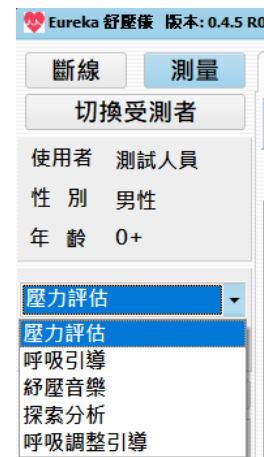 Eureka 舒壓儀 版本: 0.4.5 R0
斷線 測量
切換受測者
使用者 測試人員
性 別 男性
年 齡 0+
壓力評估
壓力評估
呼吸引導
紓壓音樂
探索分析
呼吸調整引導